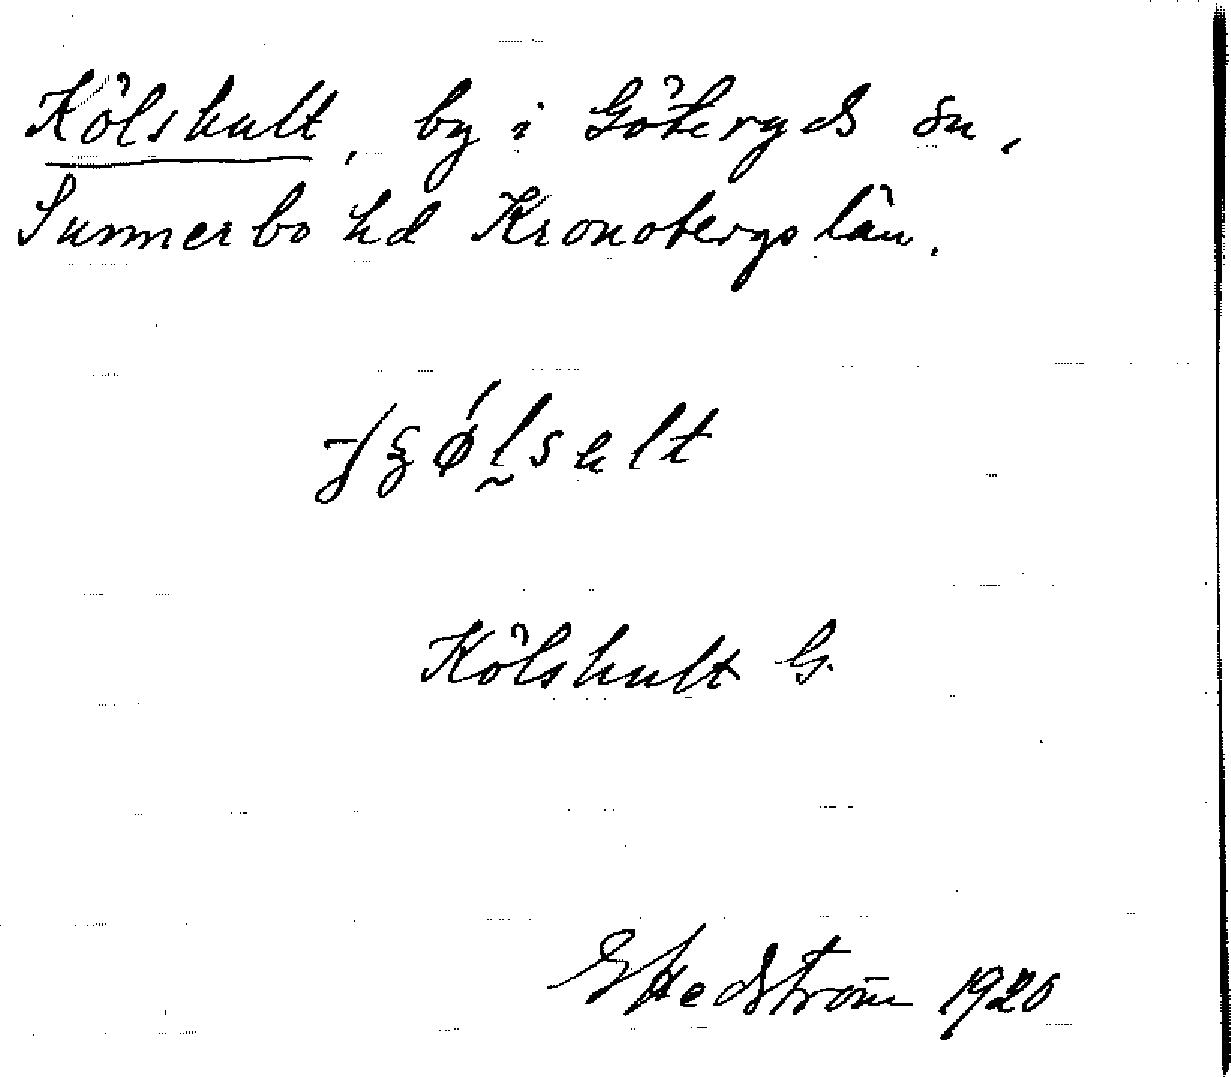 Kölshult, by i Göteryds sn,
Sunnerbo hd Kronobergs län.
Kölshult G.
G Hedström 1920